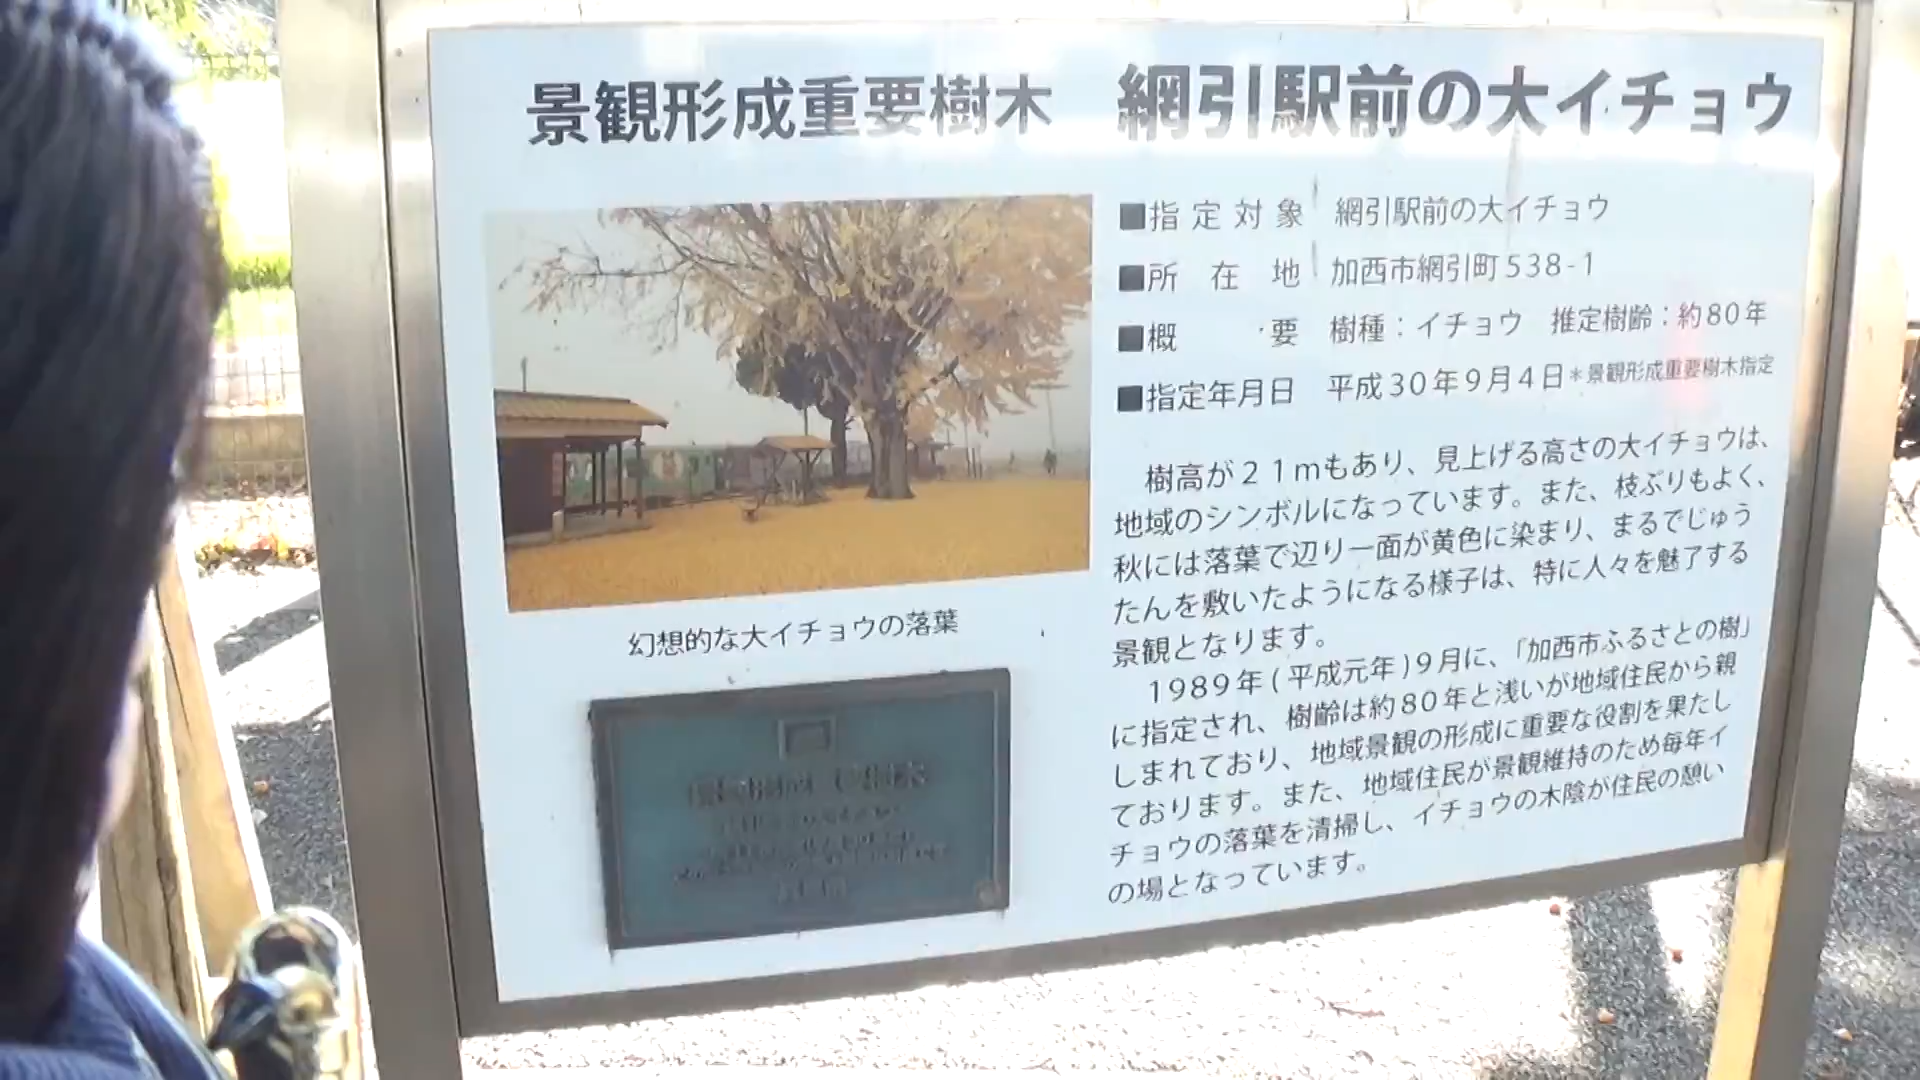 景観形成重要樹木 網引駅前の大イチョウ
■指定対象 網引駅前の大イチョウ
■所在地 加西市網引町538-1
■概要 樹種：イチョウ 推定樹齢：約80年
■指定年月日 平成30年9月4日＊景観形成重要樹木指定
樹高が21mもあり、見上げる高さの大イチョウは、
地域のシンボルになっています。また、枝ぶりもよく、
秋には落葉で辺り一面が黄色に染まり、まるでじゅう
たんを敷いたようになる様子は、特に人々を魅了する
景観となります。
1989年(平成元年)9月に、「加西市ふるさとの樹」
に指定され、樹齢は約80年と浅いが地域住民から親
しまれており、地域景観の形成に重要な役割を果たし
ております。また、地域住民が景観維持のため毎年イ
チョウの落葉を清掃し、イチョウの木陰が住民の憩い
の場となっています。
幻想的な大イチョウの落葉